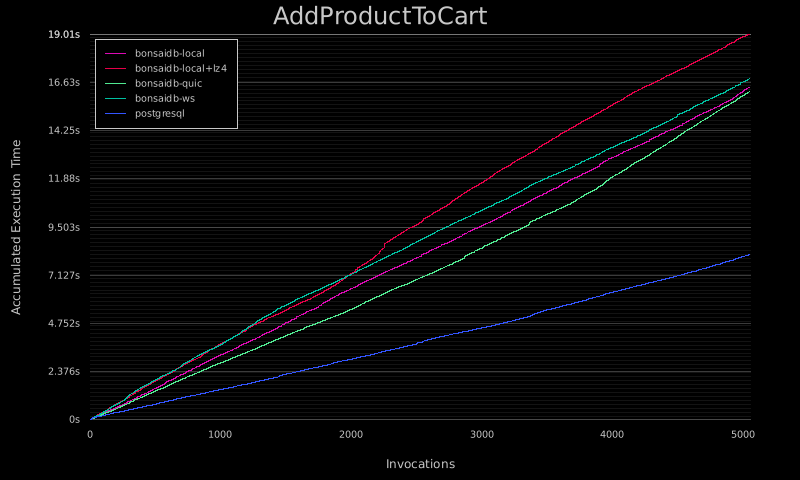 AddProductToCart
19.01s
16.63s
14.25s
11.88s
9.503s
7.127s
4.752s
2.376s
0s
bonsaidb-local
bonsaidb-local+lz4
bonsaidb-quic
bonsaidb-ws
postgresql
Accumulated Execution Time
0 1000 2000 3000 4000 5000
Invocations